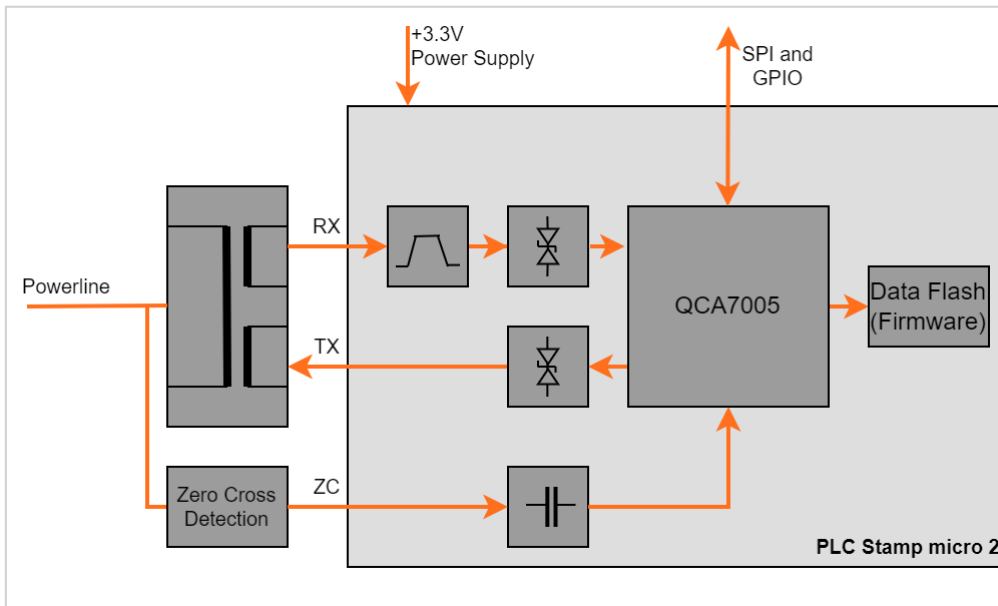 +3.3V
Power Supply
SPI and
GPIO
RX
Powerline
QCA7005
Data Flash
(Firmware)
TX
Zero Cross
Detection
ZC
PLC Stamp micro 2